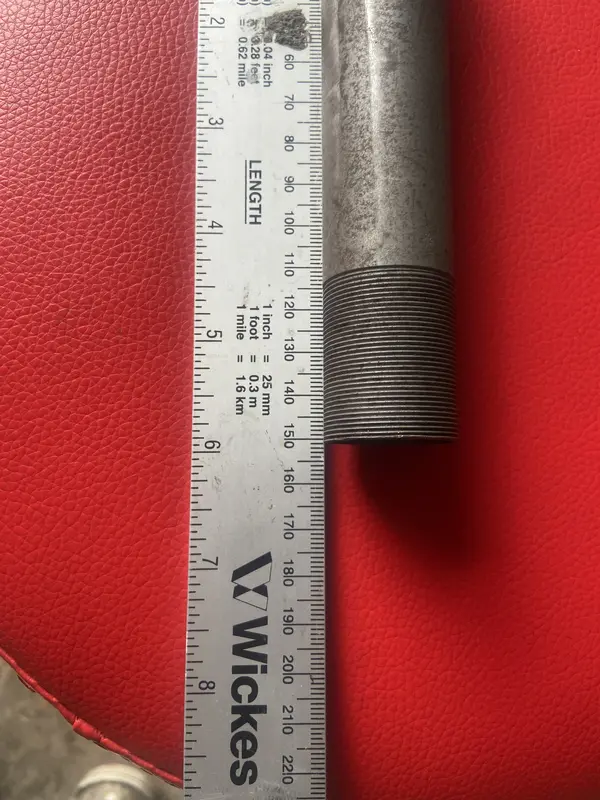 60 70 80 90 100 110 120 130 140 150 160 170 180 190 200 210 220
.04 inch
.28 feet
= 0.62 mile
LENGTH
1 inch = 25 mm
1 foot = 0.3 m
1 mile = 1.6 km
Wickes
2 3 4 5 6 7 8